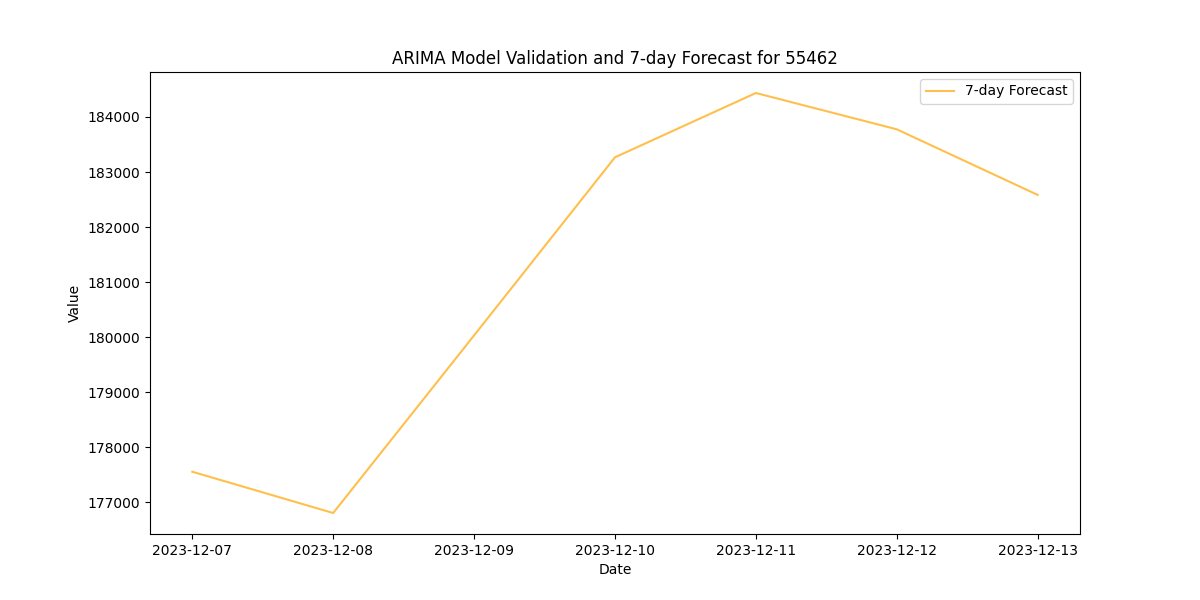 ARIMA Model Validation and 7-day Forecast for 55462
7-day Forecast
184000
183000
182000
181000
180000
179000
178000
177000
Value
2023-12-07 2023-12-08 2023-12-09 2023-12-10 2023-12-11 2023-12-12 2023-12-13
Date